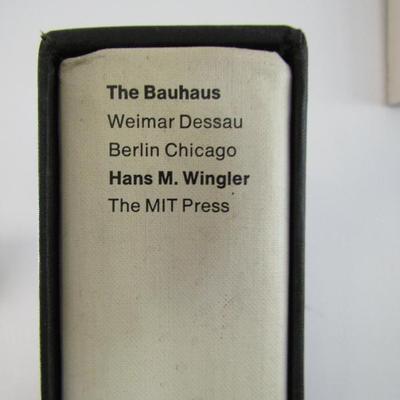 The Bauhaus
Weimar Dessau
Berlin Chicago
Hans M. Wingler
The MIT Press